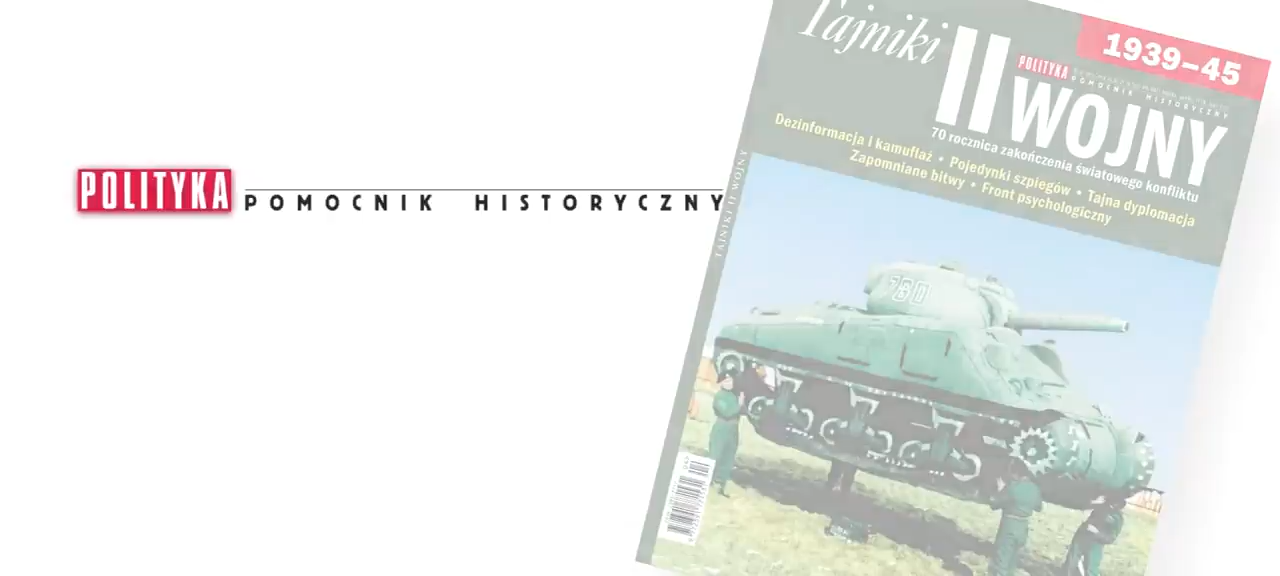 POLITYKA POMOCNIK HISTORYCZNY
1939–45
Tajniki
II WOJNY
POLITYKA
POMOCNIK HISTORYCZNY
70 rocznica zakończenia światowego konfliktu
Dezinformacja i kamuflaż • Pojedynki szpiegów • Tajna dyplomacja
Zapomniane bitwy • Front psychologiczny
TAJNIKI II WOJNY
780